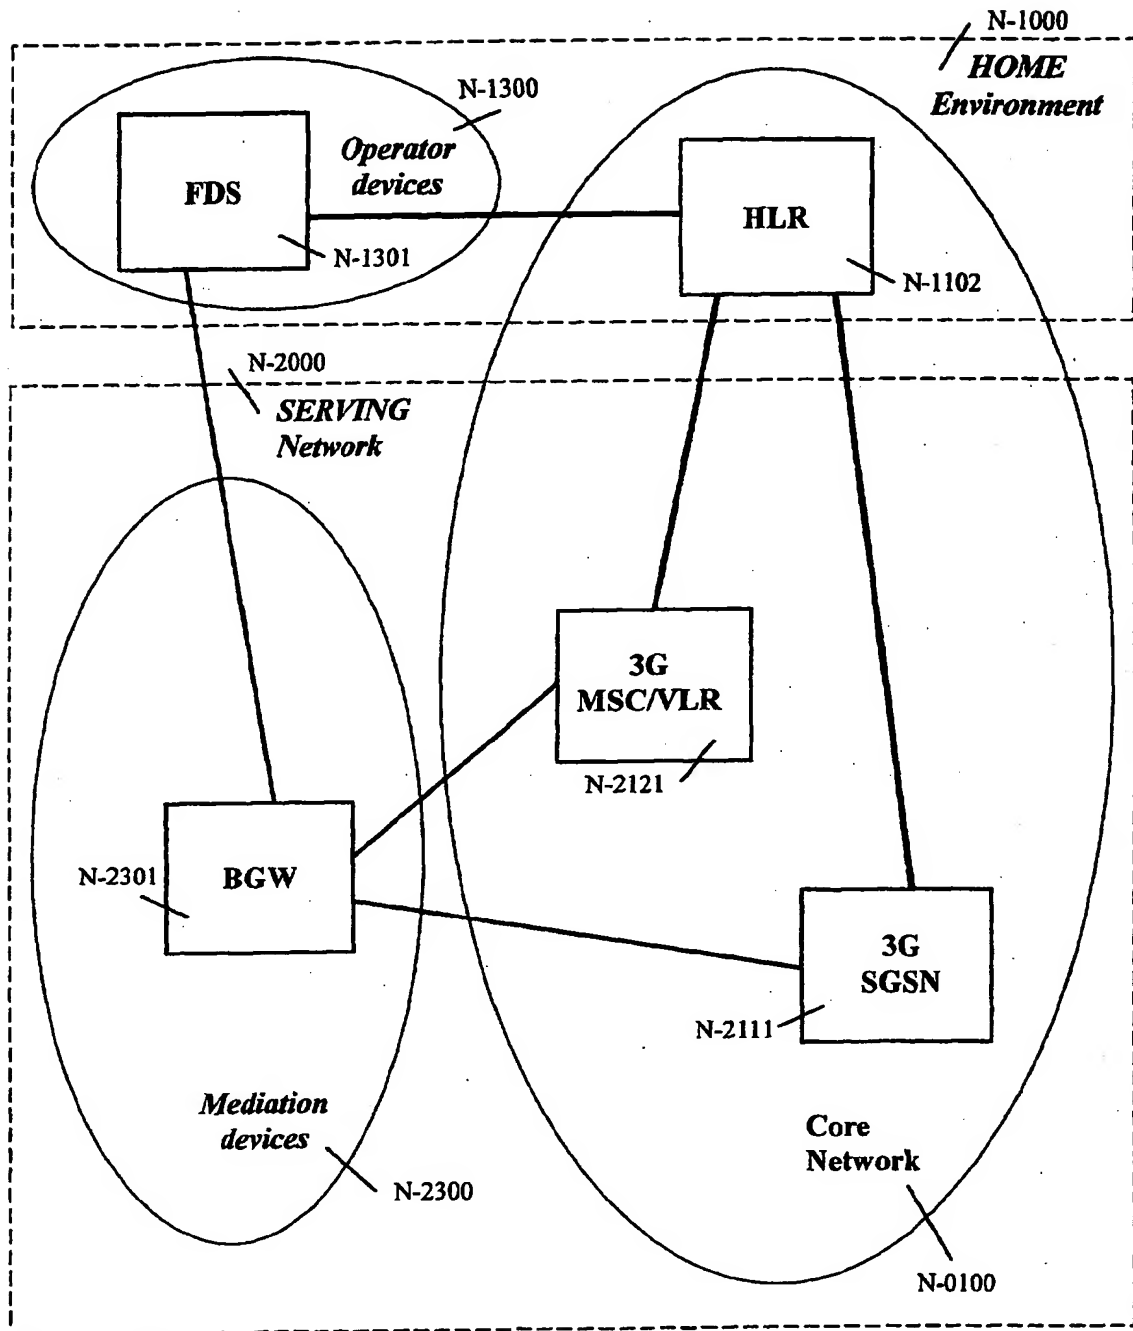 N-1000
HOME
Environment
N-1300
Operator
devices
FDS
N-1301
HLR
N-1102
N-2000
SERVING
Network
3G
MSC/VLR
N-2121
N-2301
BGW
3G
SGSN
N-2111
Mediation
devices
N-2300
Core
Network
N-0100